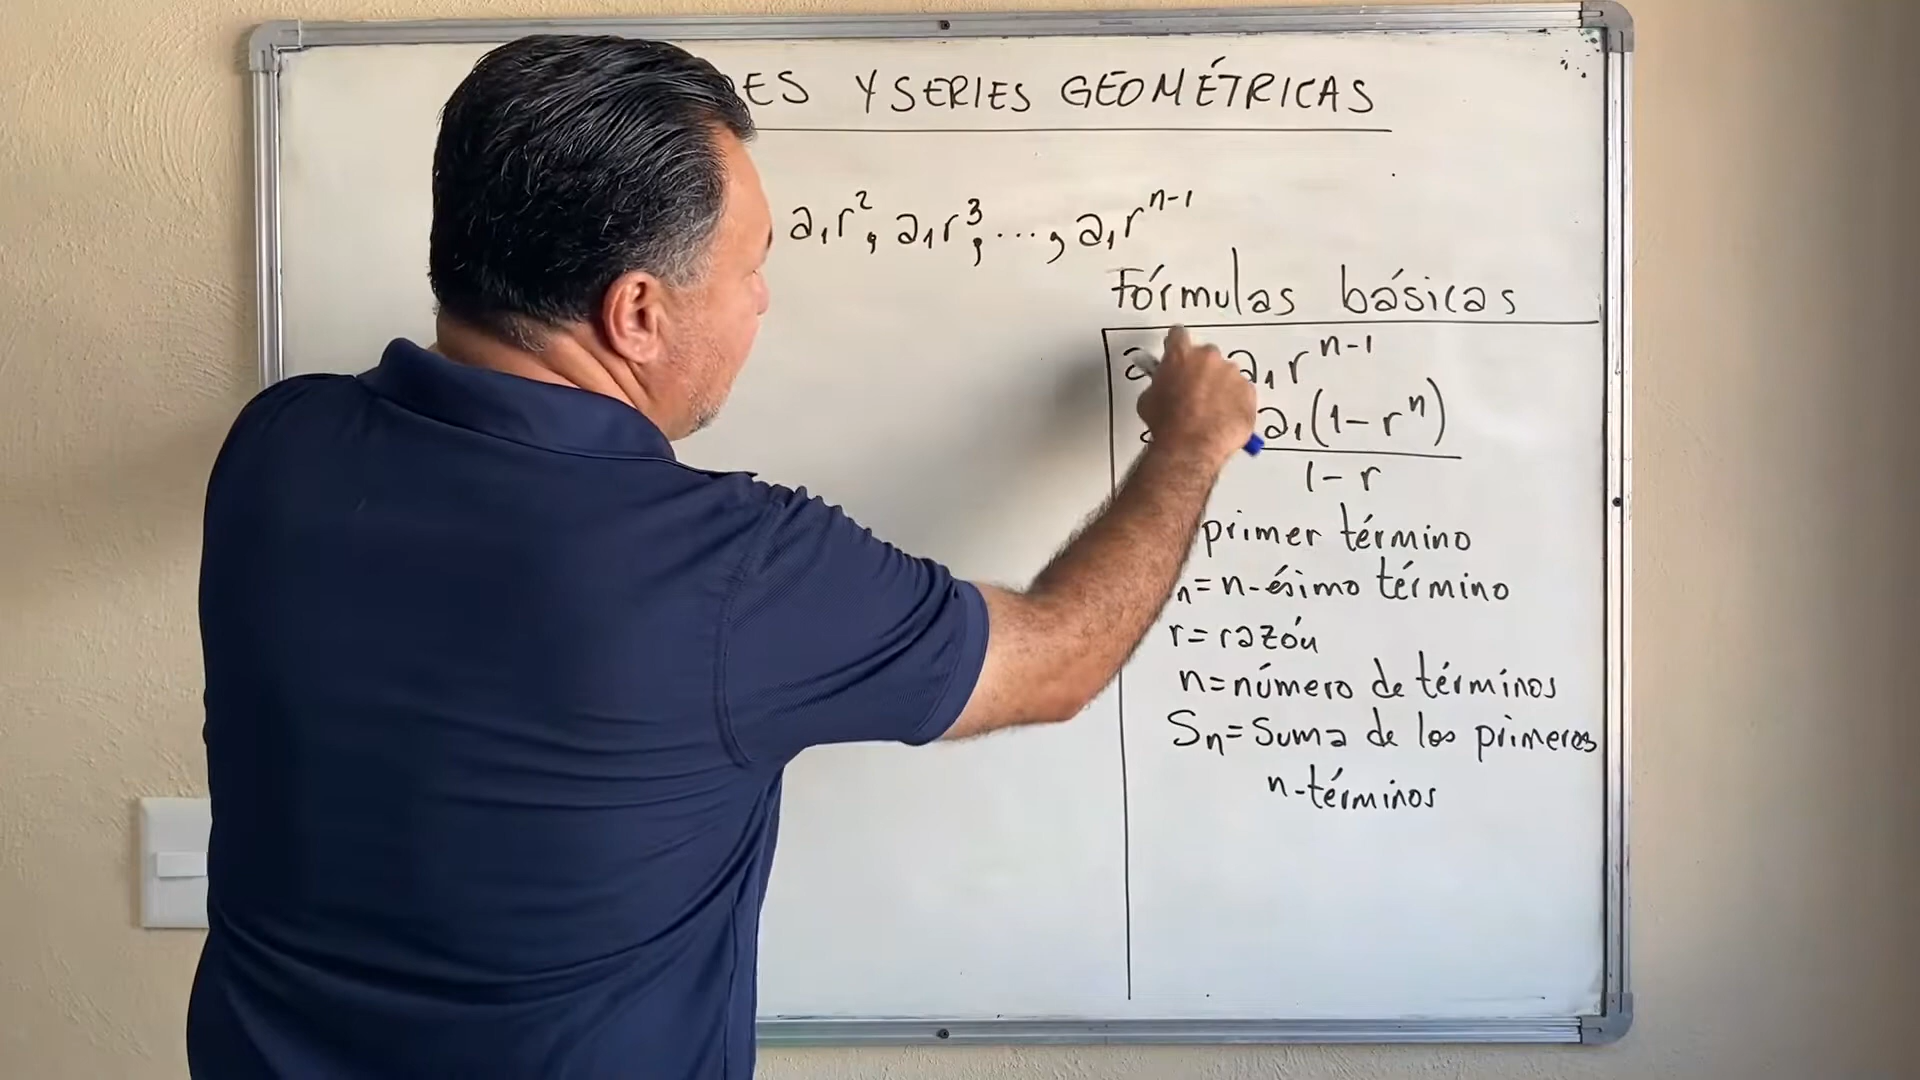 Y SERIES GEOMÉTRICAS
a₁r², a₁r³, ..., a₁rⁿ⁻¹
Fórmulas básicas
a₁rⁿ⁻¹
a₁(1-rⁿ)
1-r
primer término
n=n-ésimo término
r=razón
n=número de términos
Sn=Suma de los primeros
n-términos